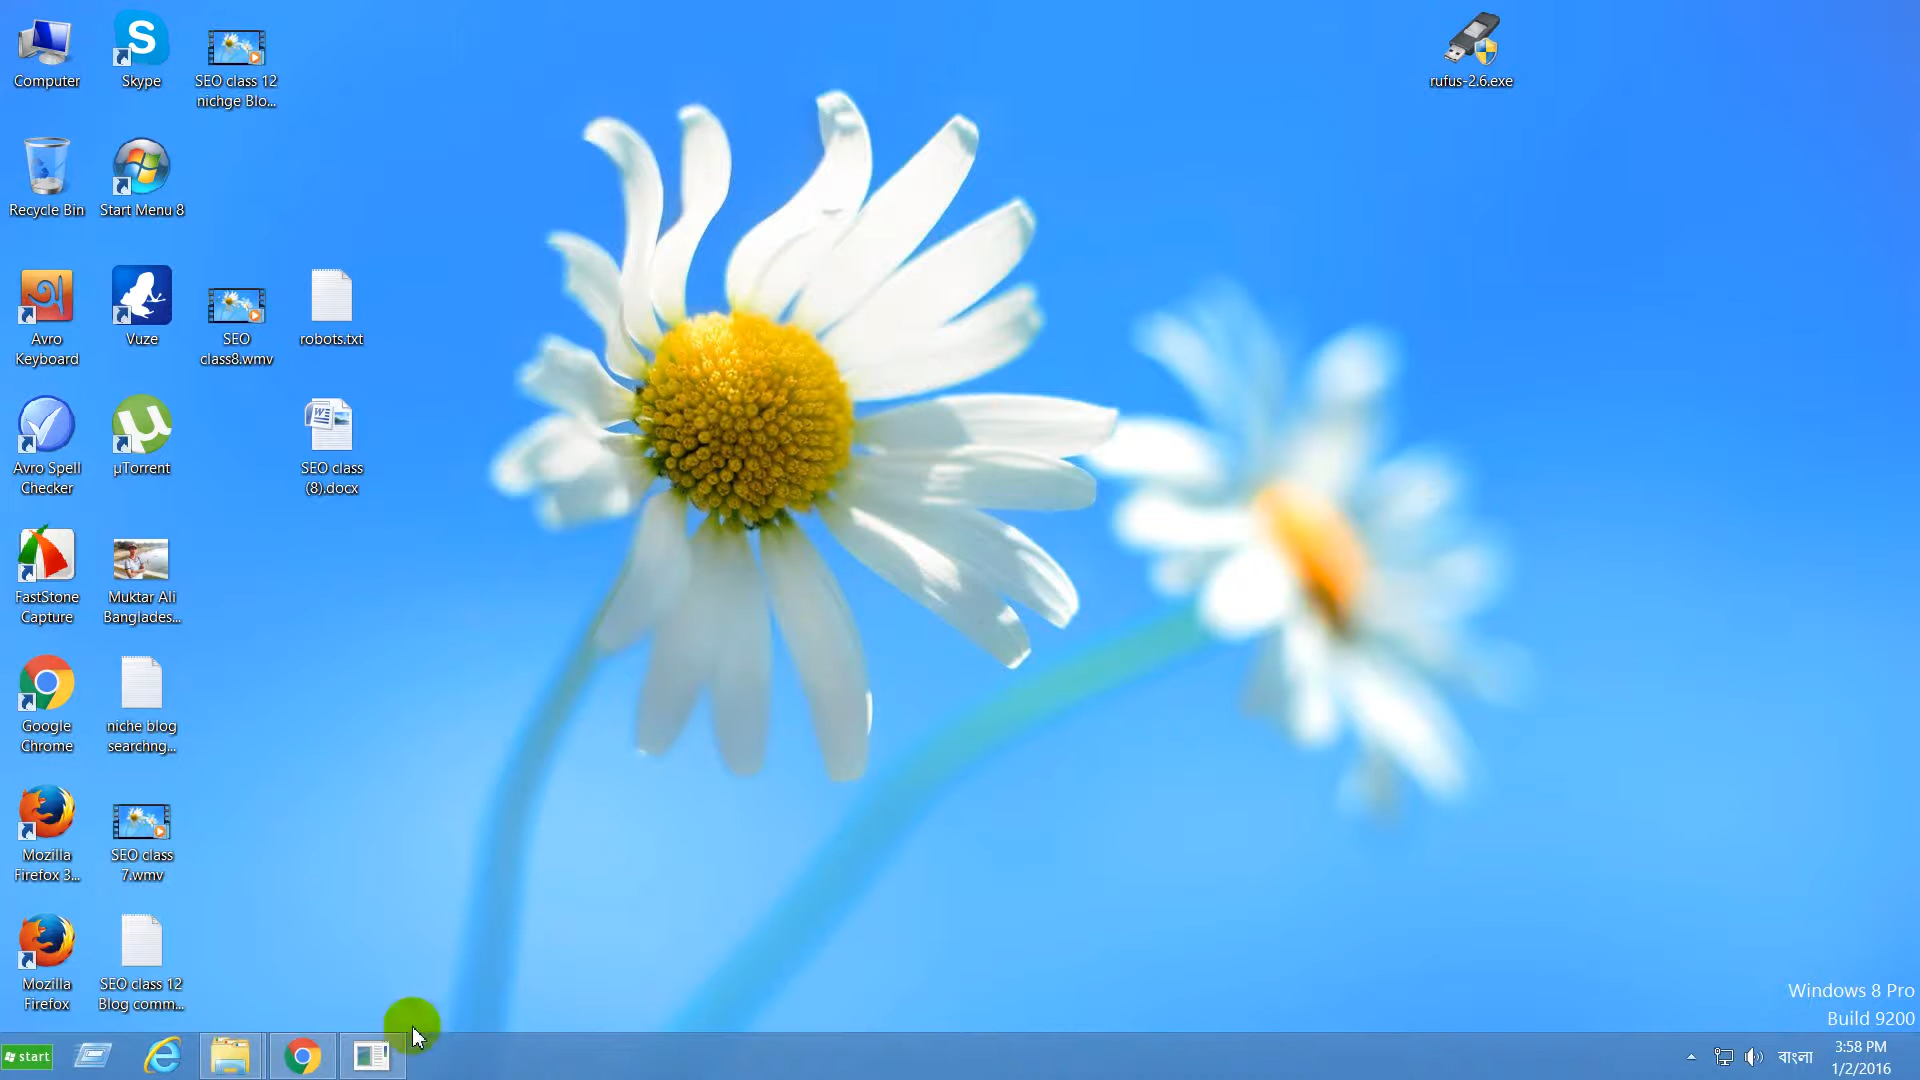 Computer
Skype
SEO class 12
nichge Blo...
rufus-2.6.exe
Recycle Bin
Start Menu 8
Avro
Keyboard
Vuze
SEO
class8.wmv
robots.txt
Avro Spell
Checker
µTorrent
SEO class
(8).docx
FastStone
Capture
Muktar Ali
Banglades...
Google
Chrome
niche blog
searchng...
Mozilla
Firefox 3...
SEO class
7.wmv
Mozilla
Firefox
SEO class 12
Blog comm...
Windows 8 Pro
Build 9200
start
বাংলা
3:58 PM
1/2/2016